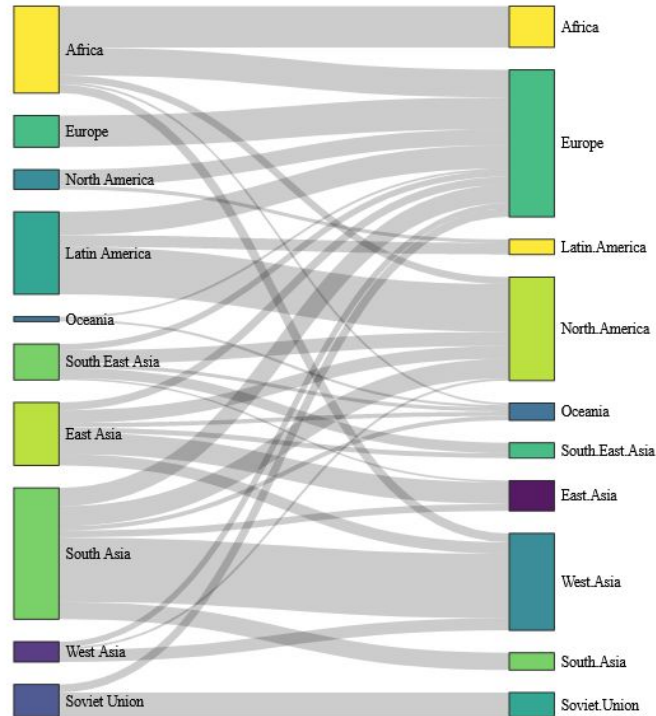 Africa
Europe
North America
Latin America
Oceania
South East Asia
East Asia
South Asia
West Asia
Soviet Union
Africa
Europe
Latin.America
North.America
Oceania
South.East.Asia
East.Asia
West.Asia
South.Asia
Soviet.Union